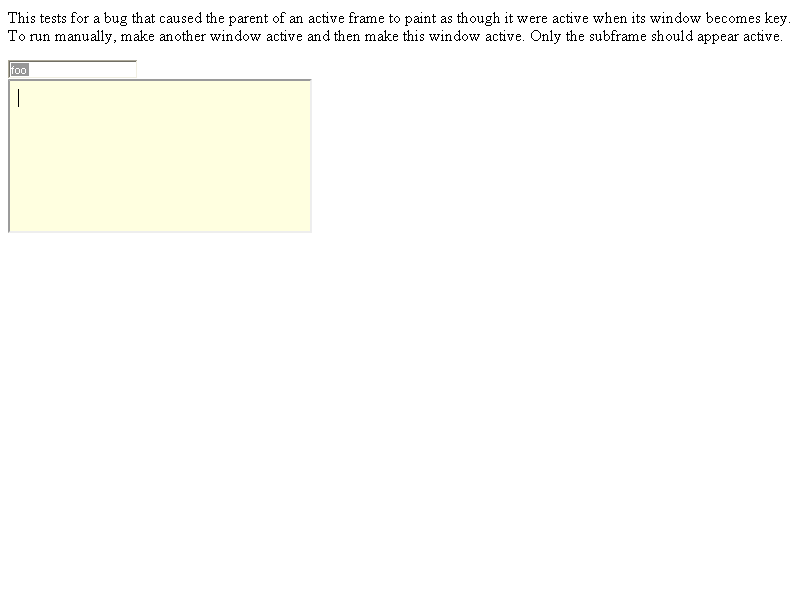 This tests for a bug that caused the parent of an active frame to paint as though it were active when its window becomes key.
To run manually, make another window active and then make this window active. Only the subframe should appear active.
foo